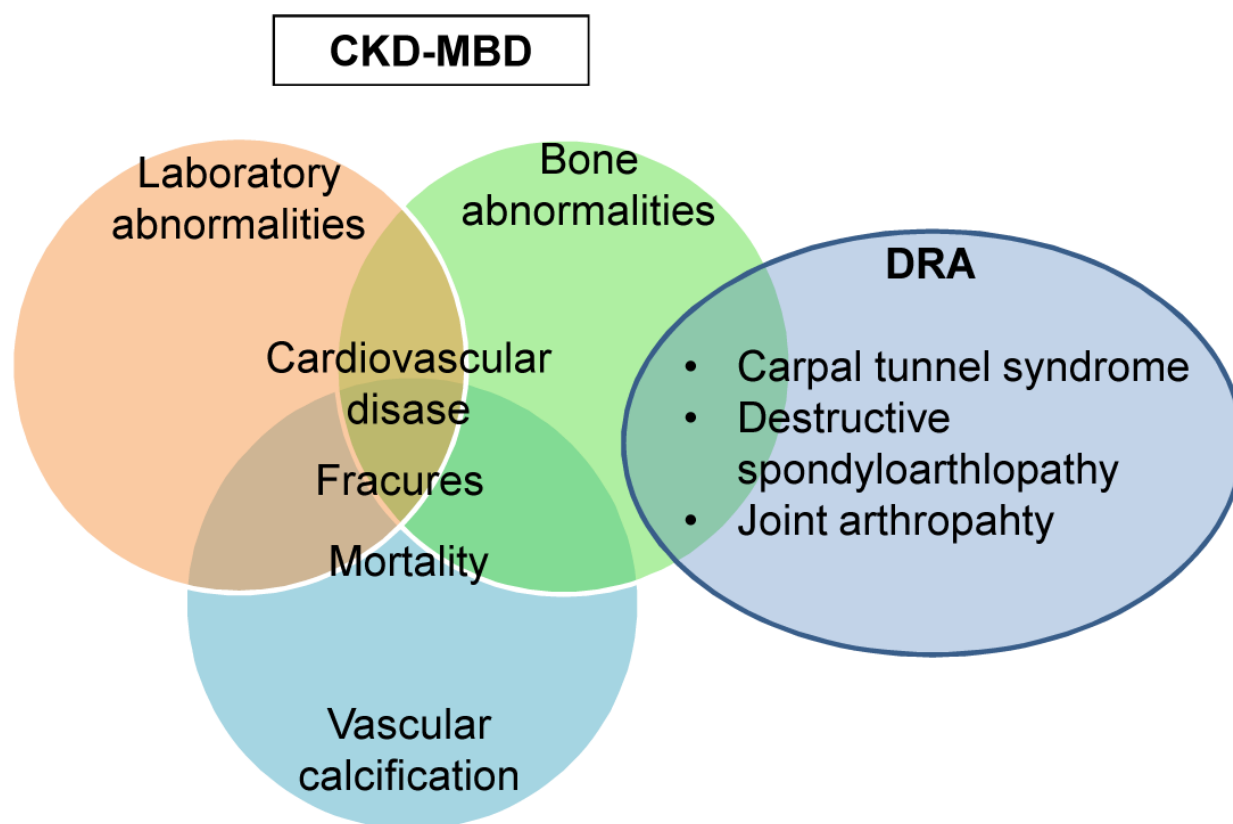 CKD-MBD
Laboratory
abnormalities
Bone
abnormalities
Cardiovascular
disase
Fracures
Mortality
Vascular
calcification
DRA
• Carpal tunnel syndrome
• Destructive
spondyloarthlopathy
• Joint arthropahty